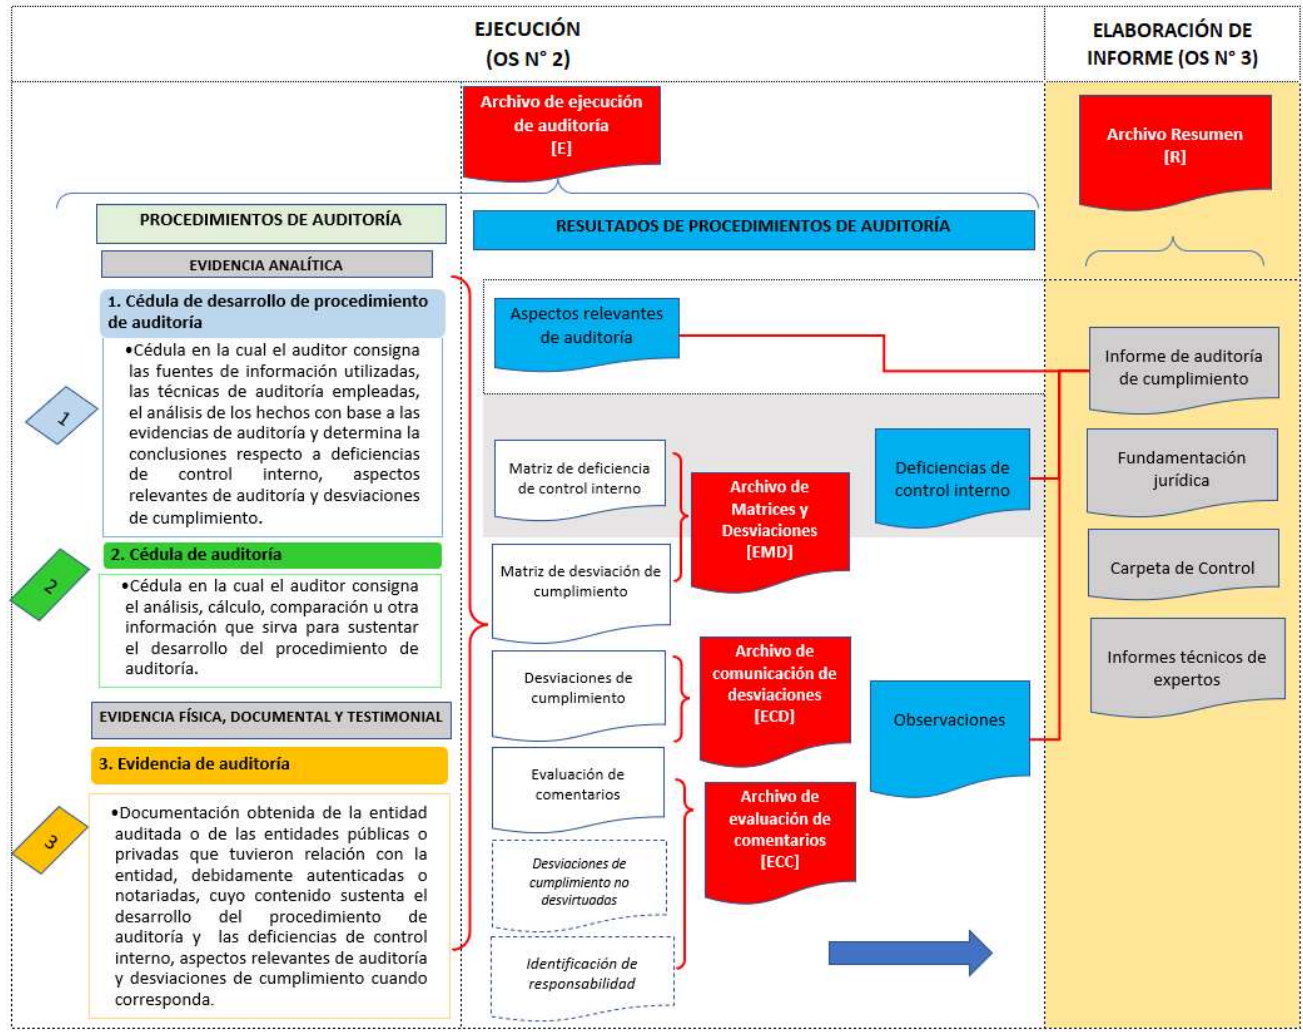 EJECUCIÓN
(OS N° 2)
ELABORACIÓN DE
INFORME (OS N° 3)
Archivo de ejecución
de auditoría
[E]
Archivo Resumen
[R]
PROCEDIMIENTOS DE AUDITORÍA
RESULTADOS DE PROCEDIMIENTOS DE AUDITORÍA
EVIDENCIA ANALÍTICA
1. Cédula de desarrollo de procedimiento
de auditoría
•Cédula en la cual el auditor consigna
las fuentes de información utilizadas,
las técnicas de auditoría empleadas,
el análisis de los hechos con base a las
evidencias de auditoría y determina la
conclusiones respecto a deficiencias
de control interno, aspectos
relevantes de auditoría y desviaciones
de cumplimiento.
1
2. Cédula de auditoría
•Cédula en la cual el auditor consigna
el análisis, cálculo, comparación u otra
información que sirva para sustentar
el desarrollo del procedimiento de
auditoría.
2
EVIDENCIA FÍSICA, DOCUMENTAL Y TESTIMONIAL
3. Evidencia de auditoría
•Documentación obtenida de la entidad
auditada o de las entidades públicas o
privadas que tuvieron relación con la
entidad, debidamente autenticadas o
notariadas, cuyo contenido sustenta el
desarrollo del procedimiento de
auditoría y las deficiencias de control
interno, aspectos relevantes de auditoría
y desviaciones de cumplimiento cuando
corresponda.
3
Aspectos relevantes
de auditoría
Matriz de deficiencia
de control interno
Matriz de desviación de
cumplimiento
Archivo de
Matrices y
Desviaciones
[EMD]
Deficiencias de
control interno
Desviaciones de
cumplimiento
Archivo de
comunicación de
desviaciones
[ECD]
Observaciones
Evaluación de
comentarios
Desviaciones de
cumplimiento no
desvirtuadas
Identificación de
responsabilidad
Archivo de
evaluación de
comentarios
[ECC]
Informe de auditoría
de cumplimiento
Fundamentación
jurídica
Carpeta de Control
Informes técnicos de
expertos